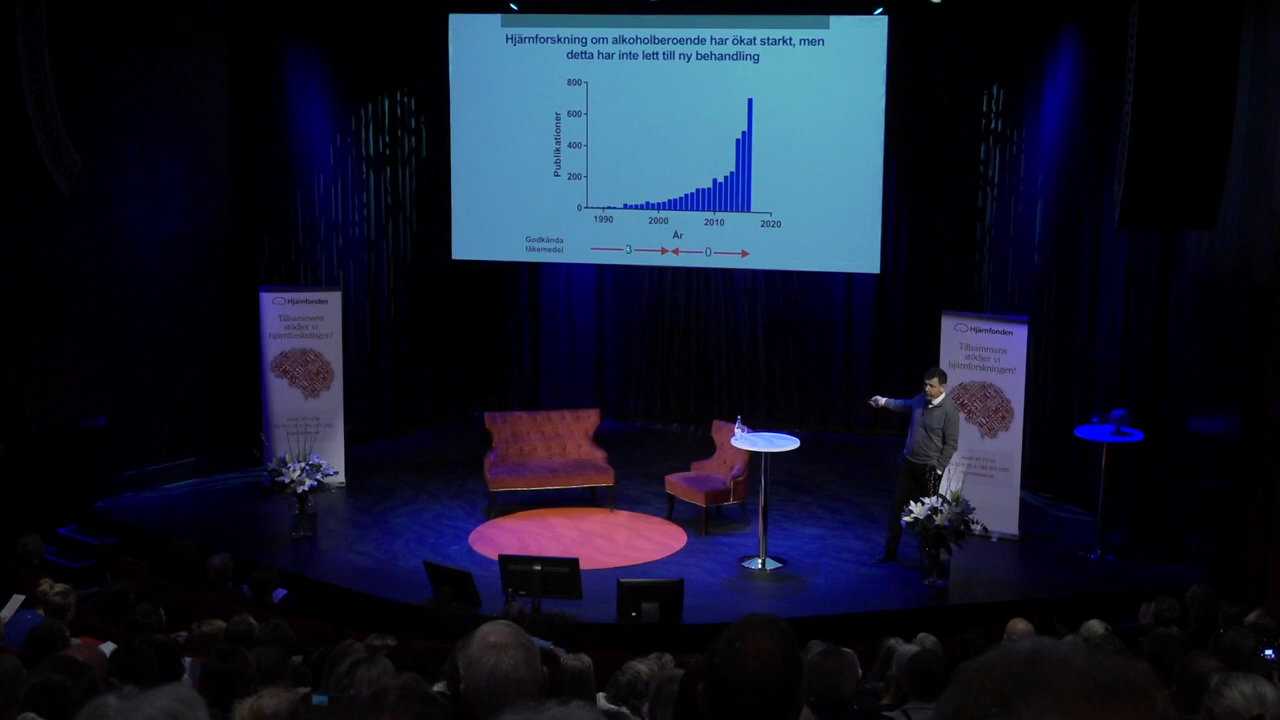 Hjärnforskning om alkoholberoende har ökat starkt, men
detta har inte lett till ny behandling
800
600
400
200
0
Publikationer
1990
2000
2010
2020
År
Godkända
läkemedel
3
0
Hjärnfonden
Tillsammans
stödjer vi
hjärnforskningen!
Hjärnfonden
Tillsammans
stödjer vi
hjärnforskningen!